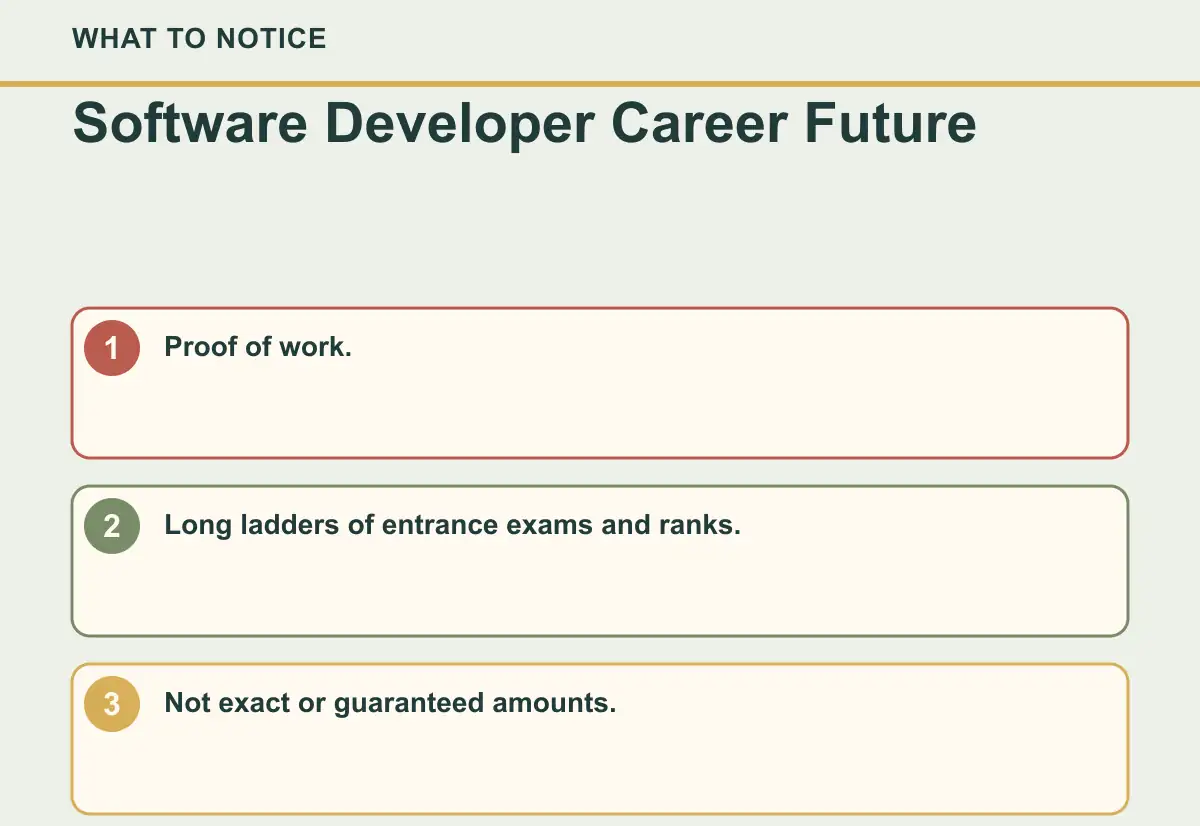 WHAT TO NOTICE
Software Developer Career Future
1 Proof of work.
2 Long ladders of entrance exams and ranks.
3 Not exact or guaranteed amounts.